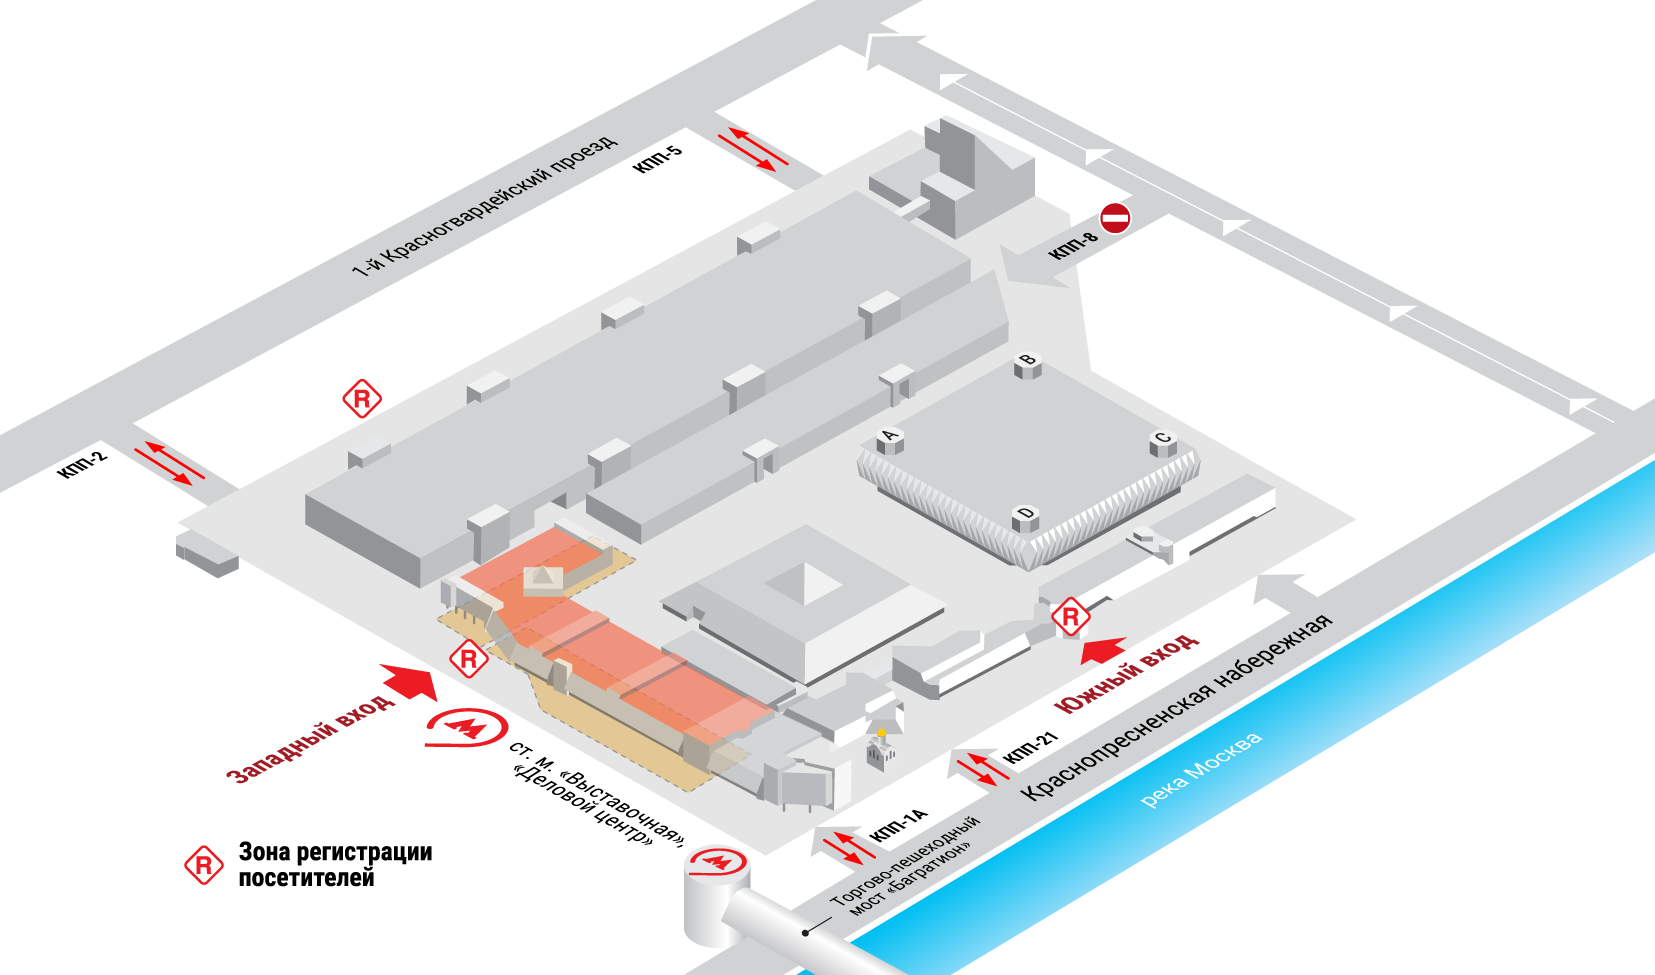 1-й Красногвардейский проезд
КПП-5
КПП-8
КПП-2
R
B
A
C
D
R
R
Западный вход
Южный вход
ст. м. «Выставочная»,
«Деловой центр»
КПП-21
КПП-1А
Краснопресненская набережная
река Москва
Торгово-пешеходный
мост «Багратион»
R
Зона регистрации
посетителей